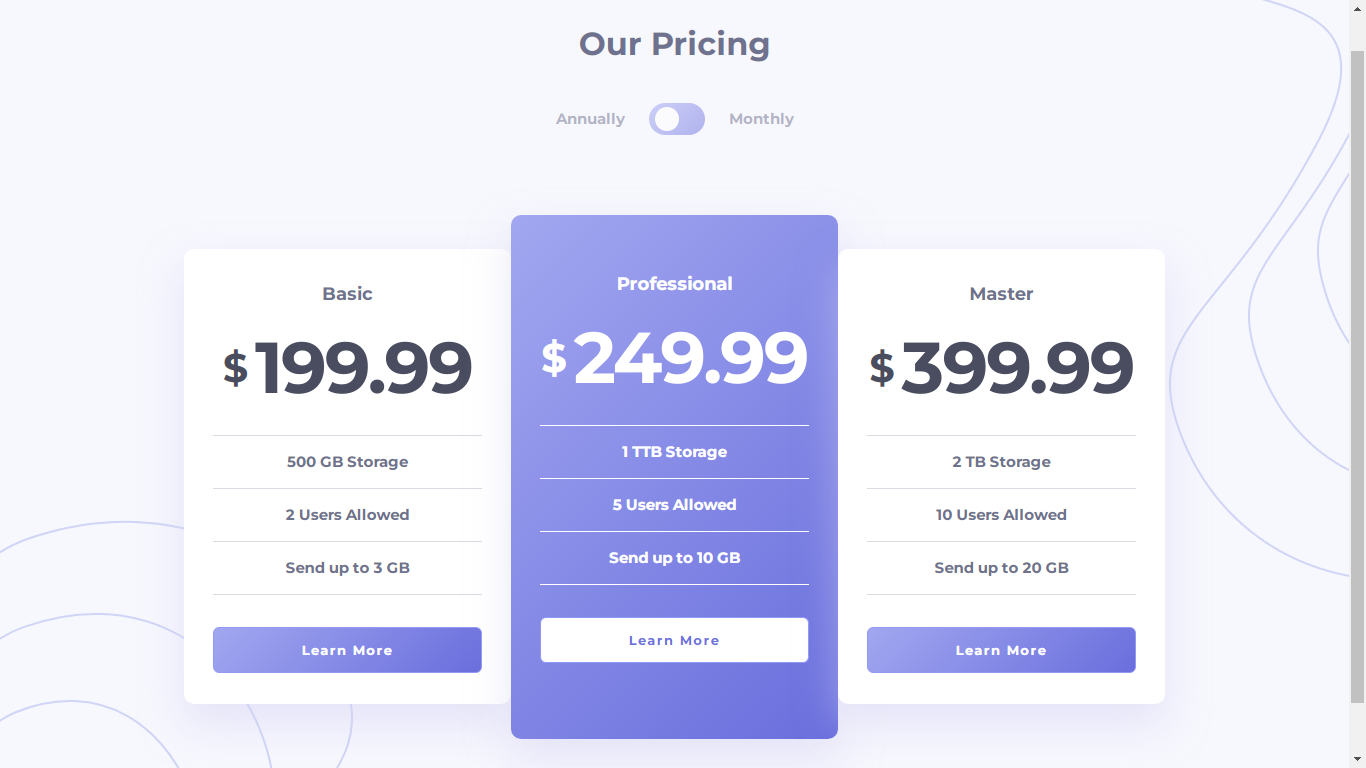 Our Pricing
Annually
Monthly
Basic
$199.99
500 GB Storage
2 Users Allowed
Send up to 3 GB
Learn More
Professional
$249.99
1 TTB Storage
5 Users Allowed
Send up to 10 GB
Learn More
Master
$399.99
2 TB Storage
10 Users Allowed
Send up to 20 GB
Learn More